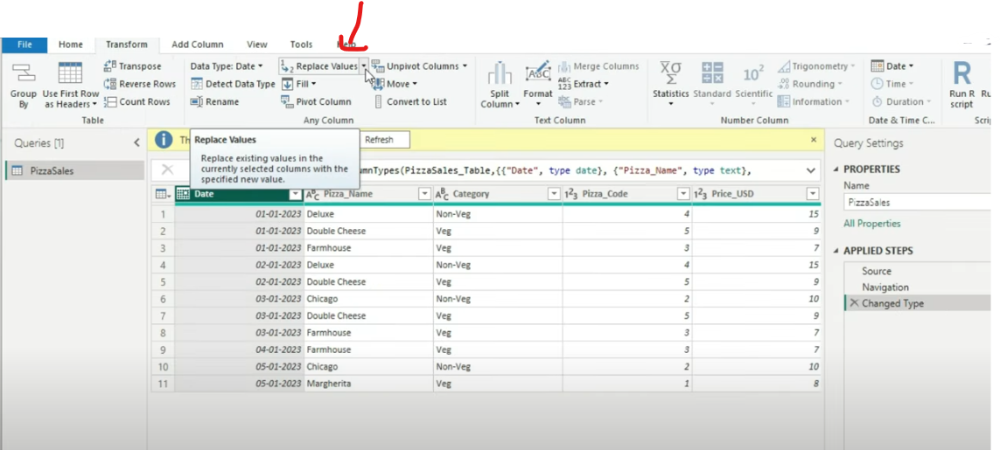 File Home Transform Add Column View Tools Help
Transpose Data Type: Date Replace Values Unpivot Columns Merge Columns Trigonometry Date
Reverse Rows Detect Data Type Fill Move Extract Rounding Time
Group By Use First Row as Headers Count Rows Rename Pivot Column Convert to List Split Column Format Parse Statistics Standard Scientific Information Duration Run R script
Table Any Column Text Column Number Column Date & Time C...
Queries [1] Replace Values Refresh Query Settings
Replace existing values in the
currently selected columns with the
specified new value.
PizzaSales umnTypes(PizzaSales_Table,{{"Date", type date}, {"Pizza_Name", type text}, PROPERTIES
Name
Date Pizza_Name Category Pizza_Code Price_USD PizzaSales
1 01-01-2023 Deluxe Non-Veg 4 15
2 01-01-2023 Double Cheese Veg 5 9 All Properties
3 01-01-2023 Farmhouse Veg 3 7 APPLIED STEPS
4 02-01-2023 Deluxe Non-Veg 4 15 Source
5 02-01-2023 Double Cheese Veg 5 9 Navigation
6 03-01-2023 Chicago Non-Veg 2 10 Changed Type
7 03-01-2023 Double Cheese Veg 5 9
8 03-01-2023 Farmhouse Veg 3 7
9 04-01-2023 Farmhouse Veg 3 7
10 05-01-2023 Chicago Non-Veg 2 10
11 05-01-2023 Margherita Veg 1 8